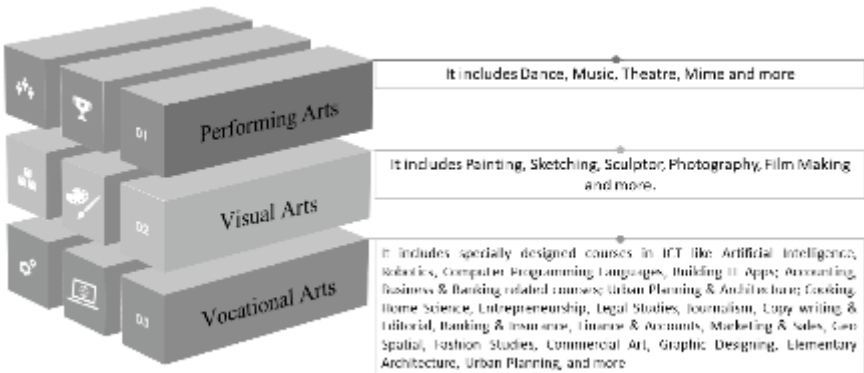 It includes Dance, Music, Theatre, Mime and more
01
Performing Arts
It includes Painting, Sketching, Sculptor, Photography, Film Making
and more.
02
Visual Arts
It includes specially designed courses in ICT like Artificial Intelligence,
Robotics, Computer Programming Languages, Building IT Apps; Accounting,
Business & Banking related courses; Urban Planning & Architecture; Cooking,
Home Science, Entrepreneurship, Legal Studies, Journalism, Copy writing &
Editorial, Banking & Insurance, Finance & Accounts, Marketing & Sales, Geo
Spatial, Fashion Studies, Commercial Art, Graphic Designing, Elementary
Architecture, Urban Planning, and more
03
Vocational Arts